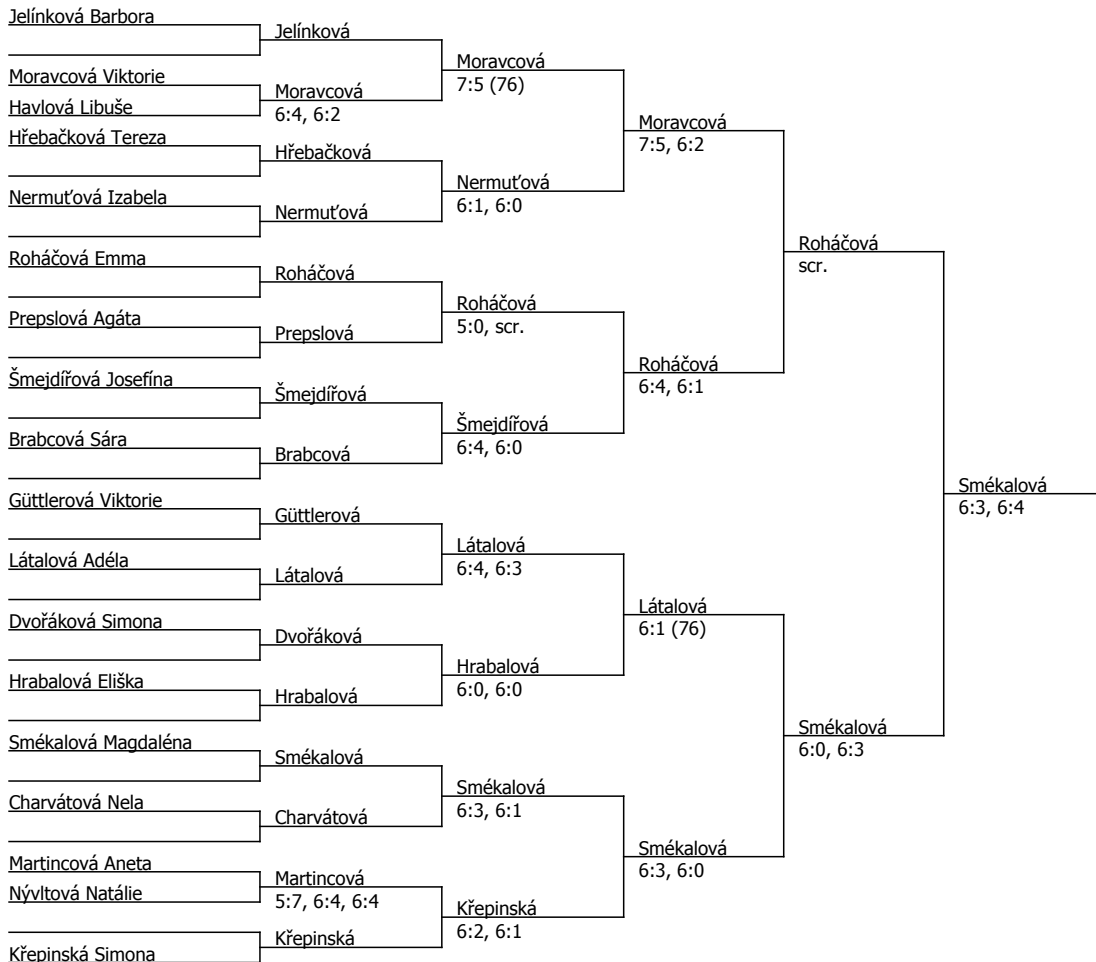 Jelínková Barbora
Jelínková
Moravcová
7:5 (76)
Moravcová Viktorie
Moravcová
6:4, 6:2
Havlová Libuše
Moravcová
7:5, 6:2
Hřebačková Tereza
Hřebačková
Nermuťová
6:1, 6:0
Nermuťová Izabela
Nermuťová
Roháčová
scr.
Roháčová Emma
Roháčová
Roháčová
5:0, scr.
Prepslová Agáta
Prepslová
Roháčová
6:4, 6:1
Šmejdířová Josefína
Šmejdířová
Šmejdířová
6:4, 6:0
Brabcová Sára
Brabcová
Smékalová
6:3, 6:4
Güttlerová Viktorie
Güttlerová
Látalová
6:4, 6:3
Látalová Adéla
Látalová
Látalová
6:1 (76)
Dvořáková Simona
Dvořáková
Hrabalová
6:0, 6:0
Hrabalová Eliška
Hrabalová
Smékalová
6:0, 6:3
Smékalová Magdaléna
Smékalová
Smékalová
6:3, 6:1
Charvátová Nela
Charvátová
Smékalová
6:3, 6:0
Martincová Aneta
Martincová
5:7, 6:4, 6:4
Nývltová Natálie
Křepinská
6:2, 6:1
Křepinská
Křepinská Simona